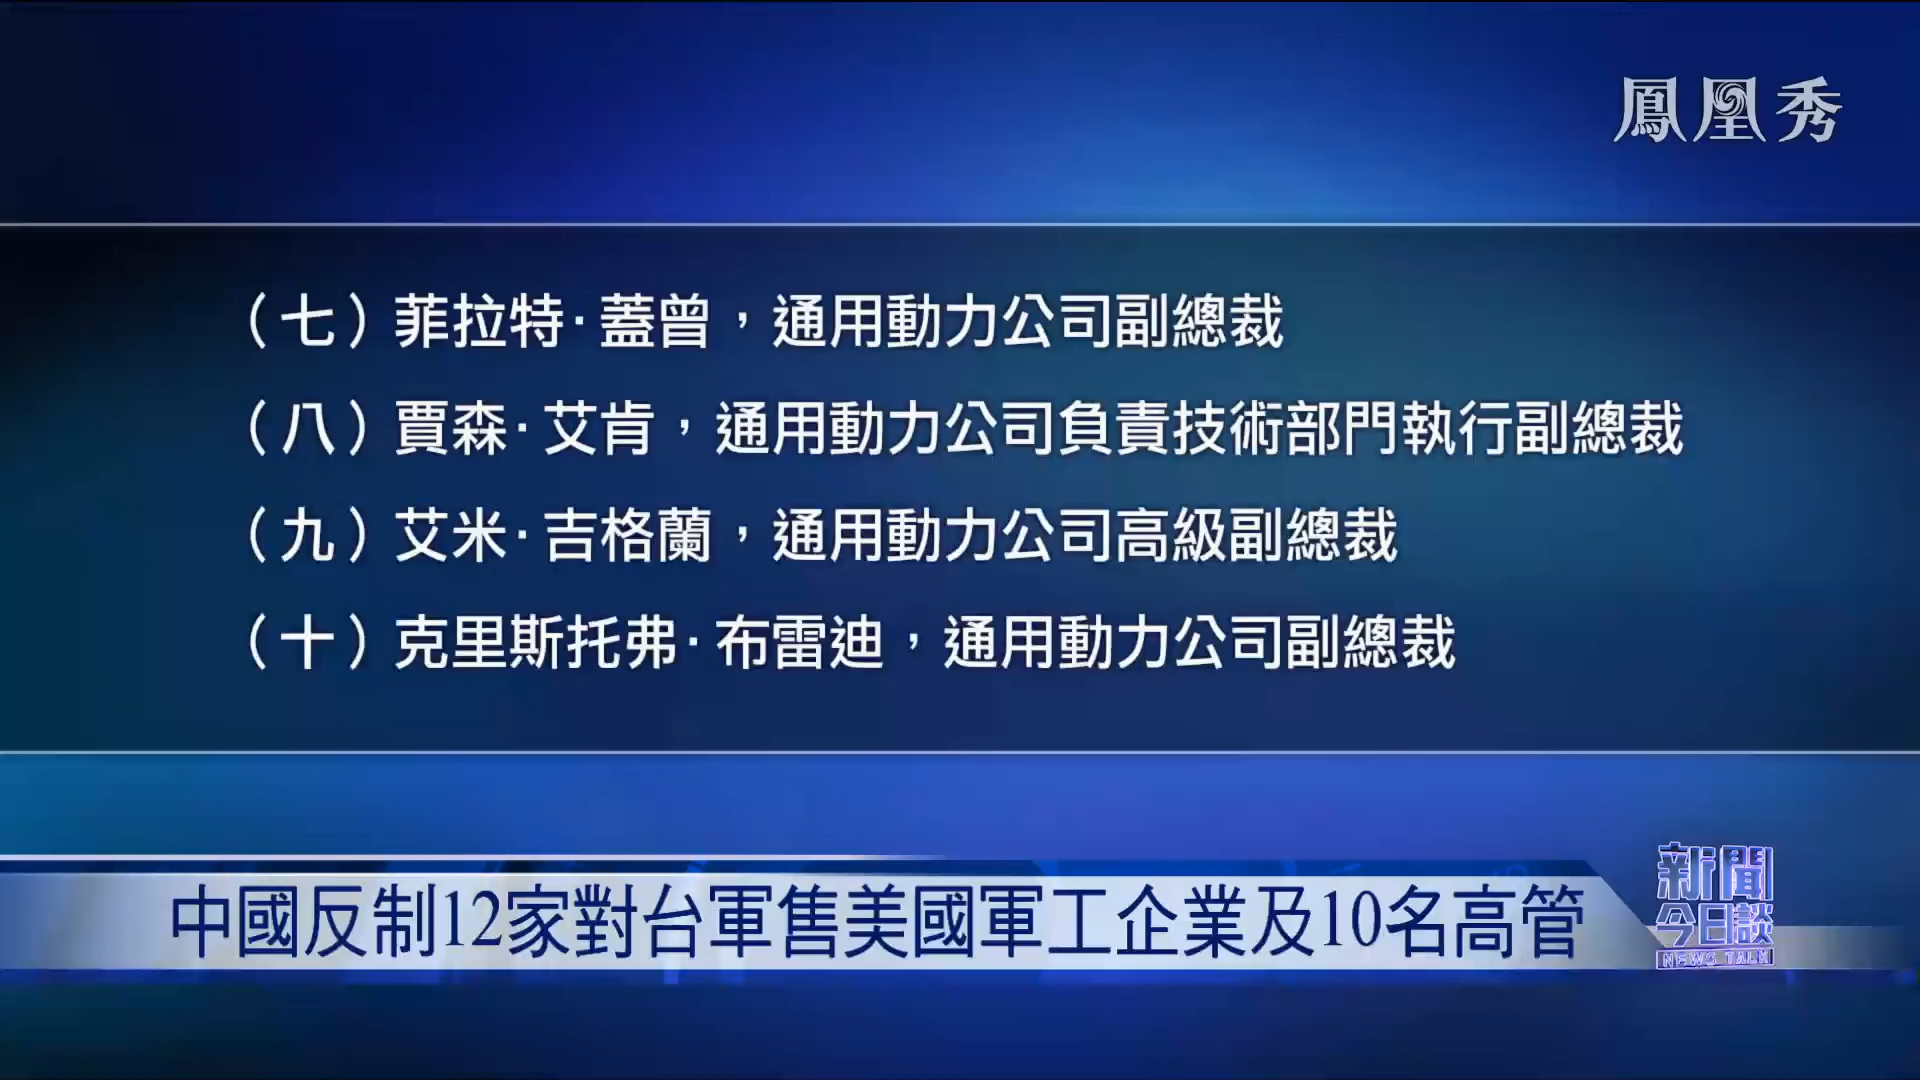 鳳凰秀
（七）菲拉特·蓋曾，通用動力公司副總裁
（八）賈森·艾肯，通用動力公司負責技術部門執行副總裁
（九）艾米·吉格蘭，通用動力公司高級副總裁
（十）克里斯托弗·布雷迪，通用動力公司副總裁
中國反制12家對台軍售美國軍工企業及10名高管
新聞
今日談
NEWS TALK